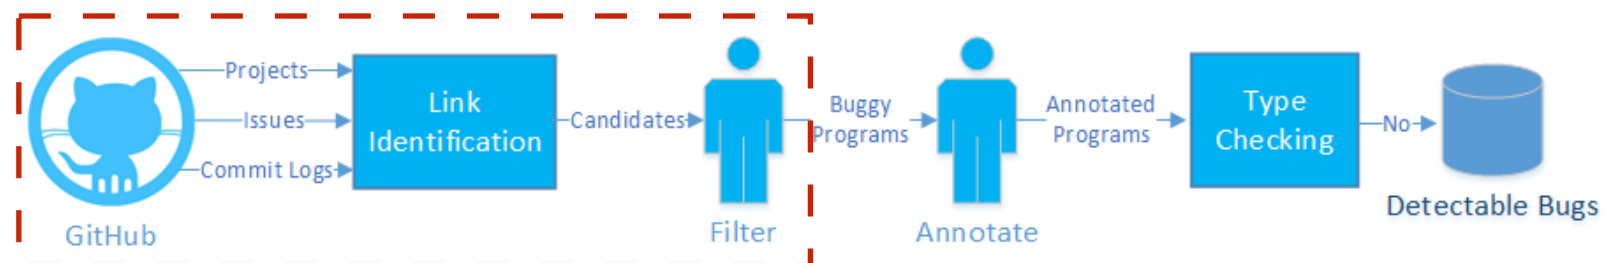 Projects
Issues
Commit Logs
GitHub
Link
Identification
Candidates
Filter
Buggy
Programs
Annotate
Annotated
Programs
Type
Checking
No
Detectable Bugs